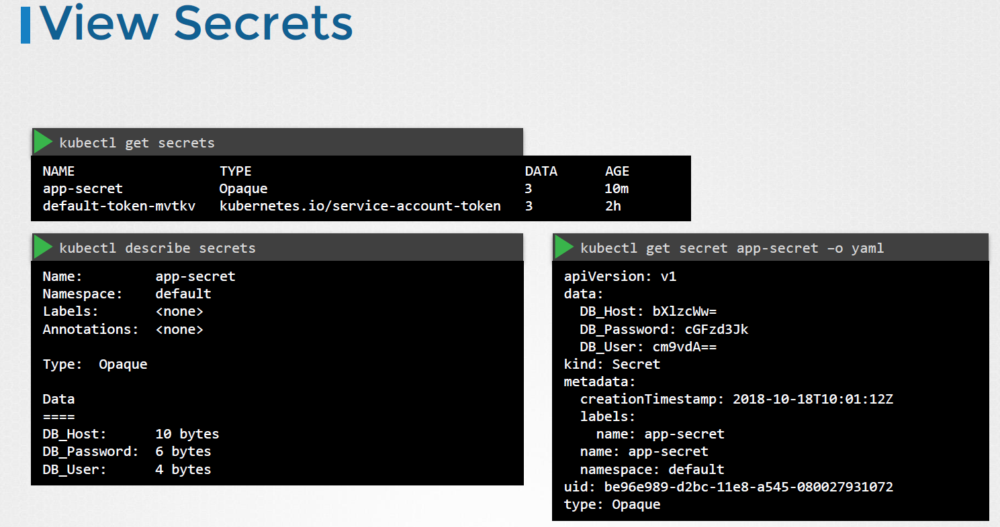 View Secrets
kubectl get secrets
NAME TYPE DATA AGE
app-secret Opaque 3 10m
default-token-mvtkv kubernetes.io/service-account-token 3 2h
kubectl describe secrets
Name: app-secret
Namespace: default
Labels: <none>
Annotations: <none>
Type: Opaque
Data
====
DB_Host: 10 bytes
DB_Password: 6 bytes
DB_User: 4 bytes
kubectl get secret app-secret –o yaml
apiVersion: v1
data:
  DB_Host: bXlzcWw=
  DB_Password: cGFzd3Jk
  DB_User: cm9vdA==
kind: Secret
metadata:
  creationTimestamp: 2018-10-18T10:01:12Z
  labels:
    name: app-secret
  name: app-secret
  namespace: default
uid: be96e989-d2bc-11e8-a545-080027931072
type: Opaque